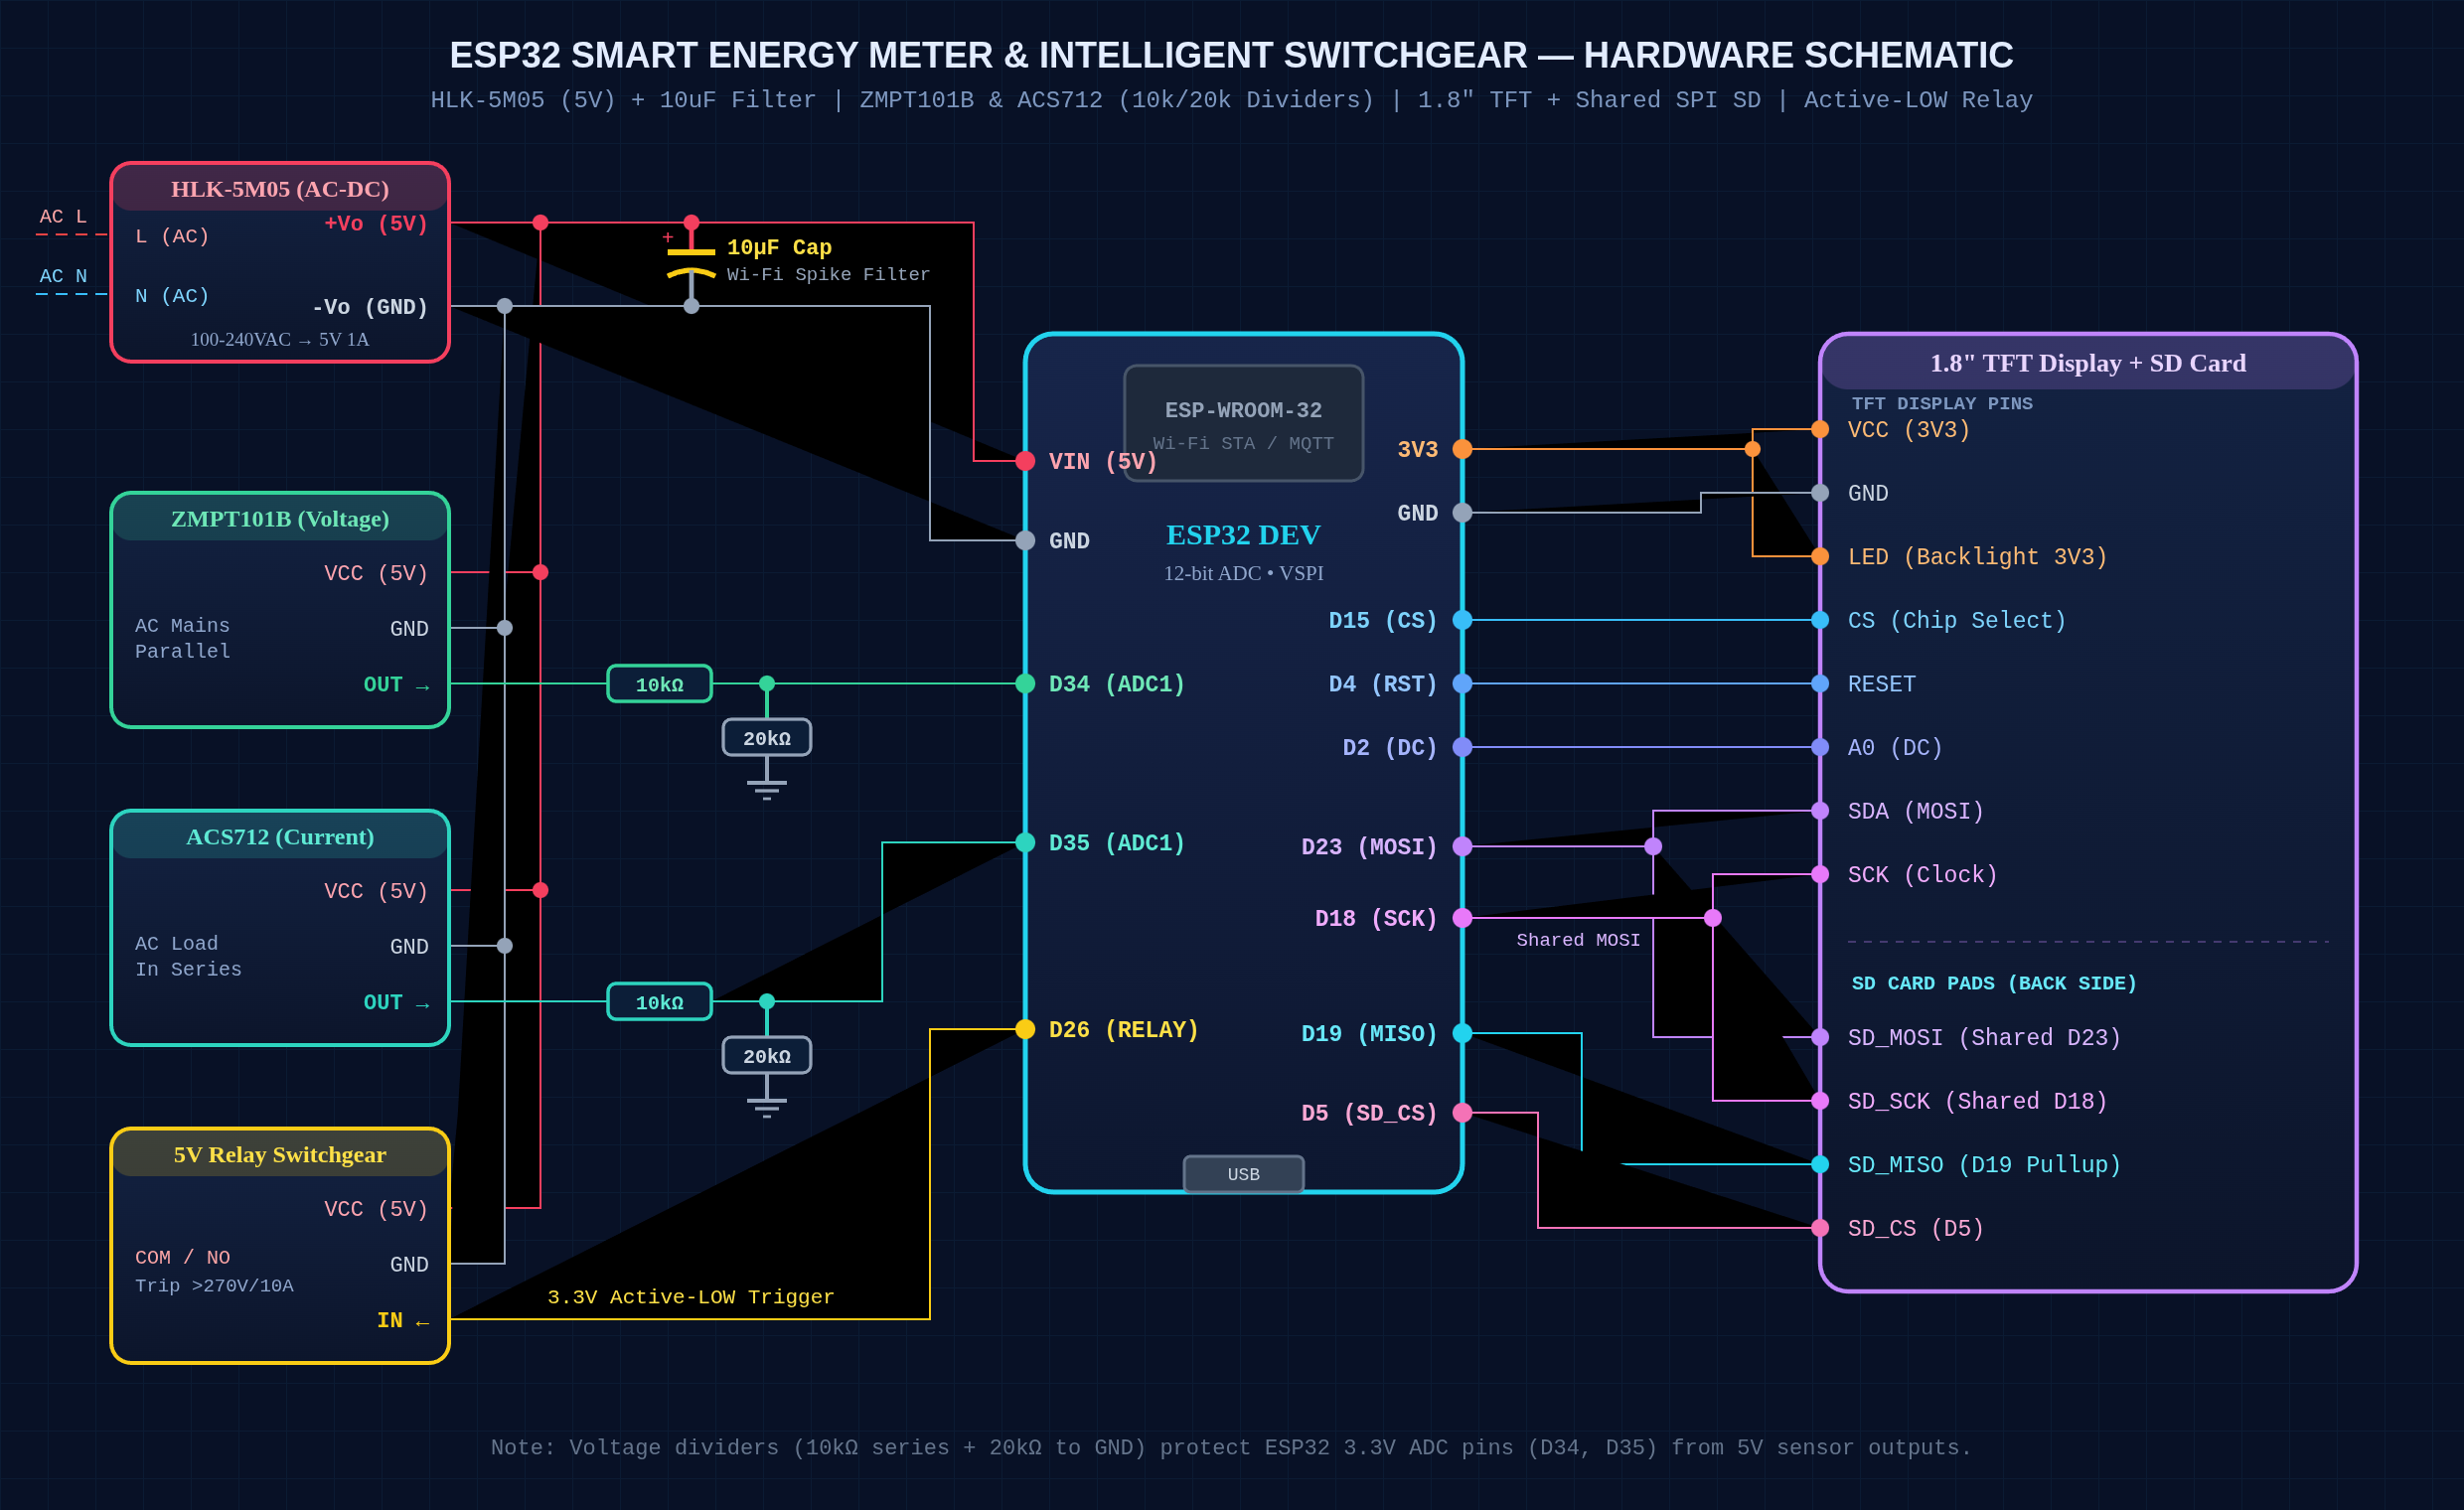 ESP32 SMART ENERGY METER & INTELLIGENT SWITCHGEAR — HARDWARE SCHEMATIC
HLK-5M05 (5V) + 10uF Filter | ZMPT101B & ACS712 (10k/20k Dividers) | 1.8" TFT + Shared SPI SD | Active-LOW Relay
AC L
AC N
HLK-5M05 (AC-DC)
+Vo (5V)
L (AC)
N (AC)
-Vo (GND)
100-240VAC → 5V 1A
+
10μF Cap
Wi-Fi Spike Filter
ZMPT101B (Voltage)
VCC (5V)
AC Mains
Parallel
GND
OUT →
10kΩ
20kΩ
ACS712 (Current)
VCC (5V)
AC Load
In Series
GND
OUT →
10kΩ
20kΩ
5V Relay Switchgear
VCC (5V)
COM / NO
Trip >270V/10A
GND
IN ←
3.3V Active-LOW Trigger
ESP-WROOM-32
Wi-Fi STA / MQTT
VIN (5V)
GND
ESP32 DEV
12-bit ADC • VSPI
D34 (ADC1)
D35 (ADC1)
D26 (RELAY)
3V3
GND
D15 (CS)
D4 (RST)
D2 (DC)
D23 (MOSI)
D18 (SCK)
D19 (MISO)
D5 (SD_CS)
USB
Shared MOSI
1.8" TFT Display + SD Card
TFT DISPLAY PINS
VCC (3V3)
GND
LED (Backlight 3V3)
CS (Chip Select)
RESET
A0 (DC)
SDA (MOSI)
SCK (Clock)
SD CARD PADS (BACK SIDE)
SD_MOSI (Shared D23)
SD_SCK (Shared D18)
SD_MISO (D19 Pullup)
SD_CS (D5)
Note: Voltage dividers (10kΩ series + 20kΩ to GND) protect ESP32 3.3V ADC pins (D34, D35) from 5V sensor outputs.